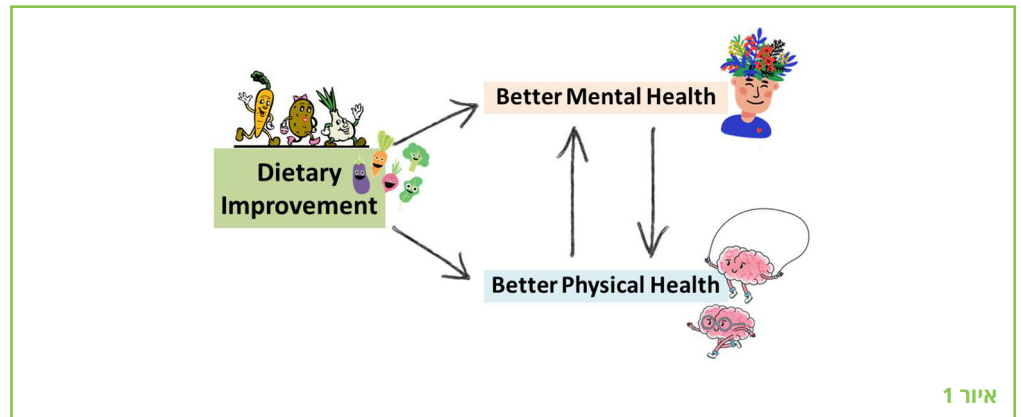 Better Mental Health
Dietary
Improvement
Better Physical Health
איור 1